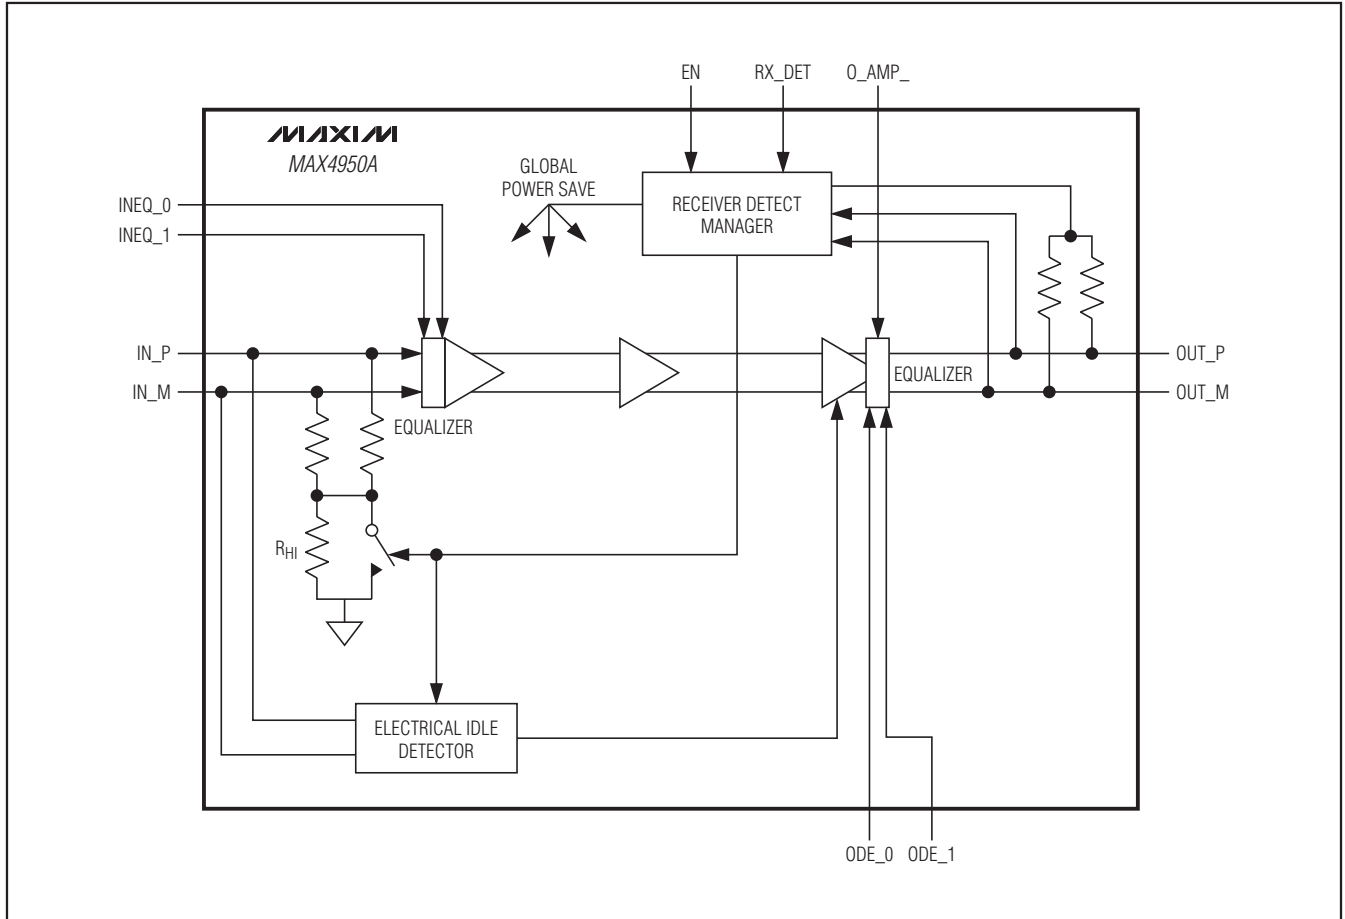 EN
RX_DET
O_AMP_
MAXIM
MAX4950A
GLOBAL
POWER SAVE
RECEIVER DETECT
MANAGER
INEQ_0
INEQ_1
IN_P
IN_M
EQUALIZER
EQUALIZER
OUT_P
OUT_M
RHI
ELECTRICAL IDLE
DETECTOR
ODE_0
ODE_1